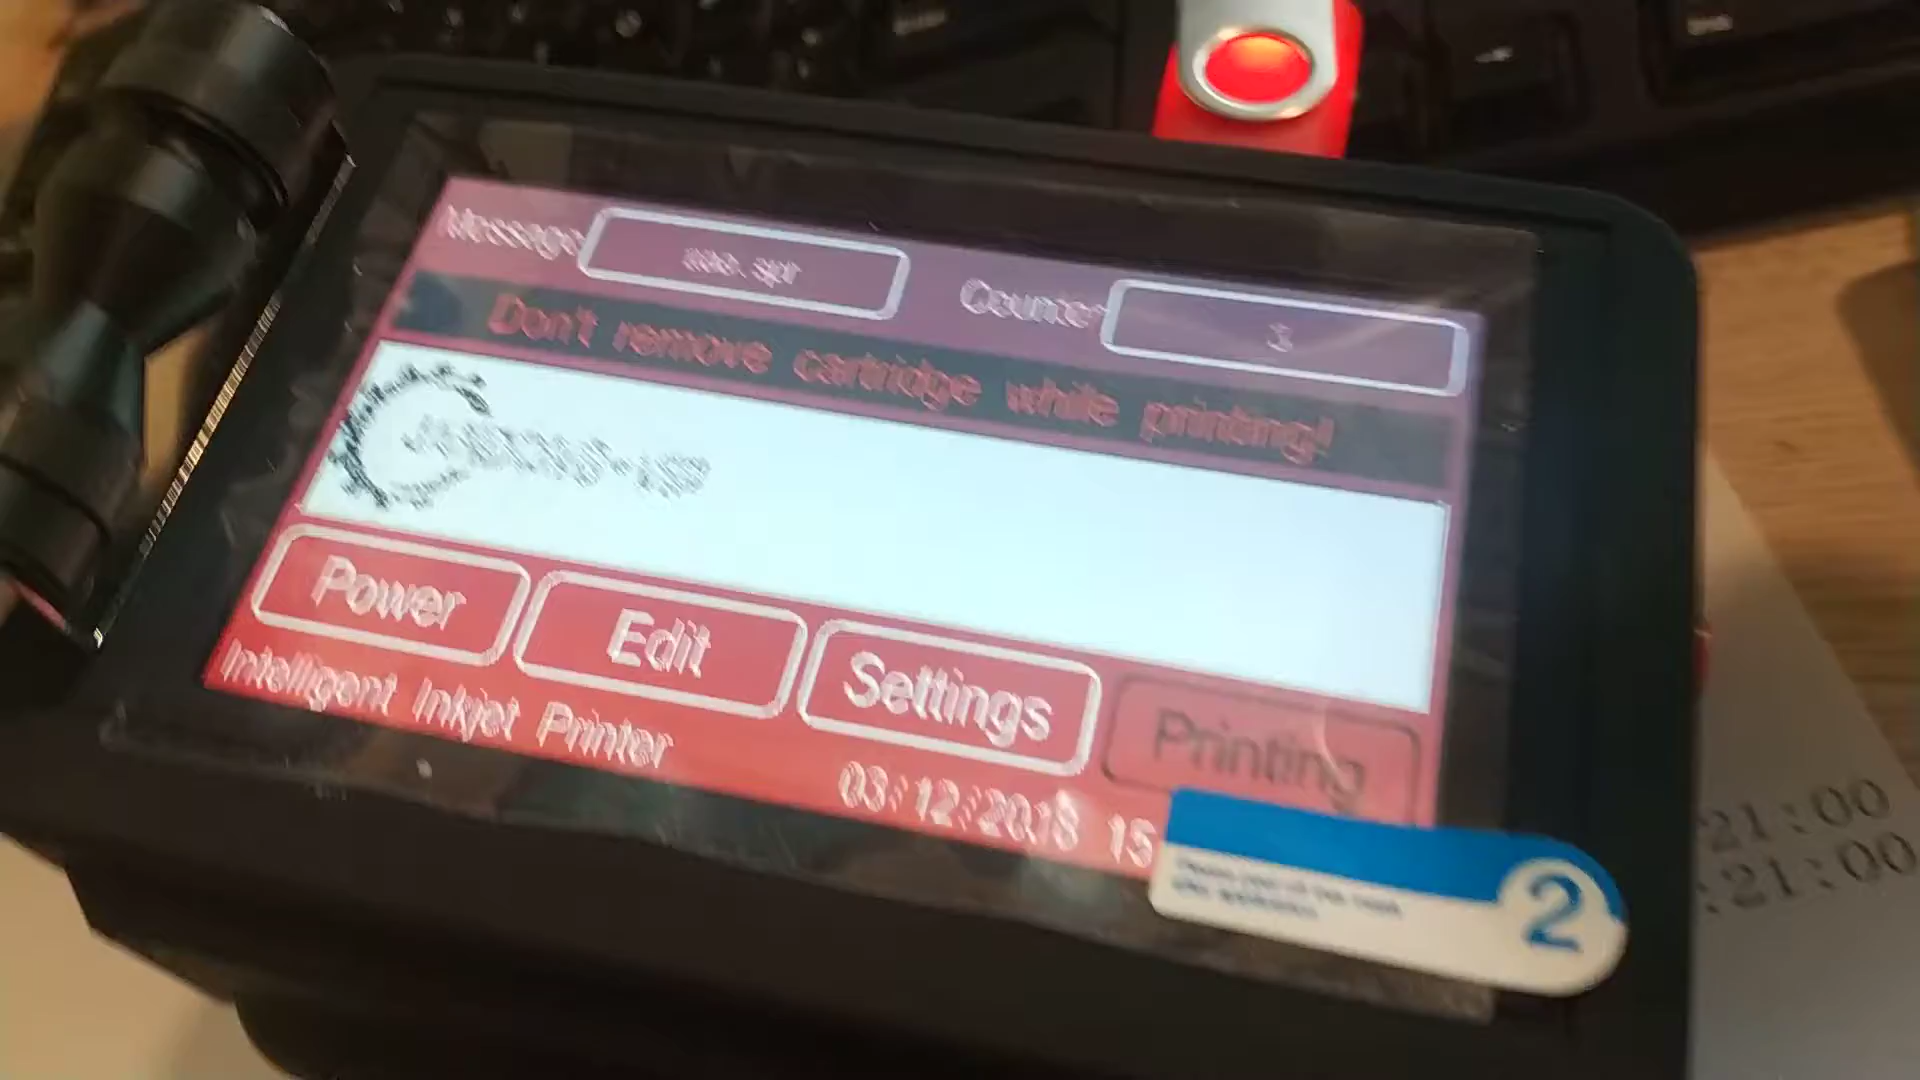 Message
Counter 3
Don't remove cartridge while printing!
Power Edit Settings Printing
Intelligent Inkjet Printer
03/12/2018 15
2
21:00
:21:00